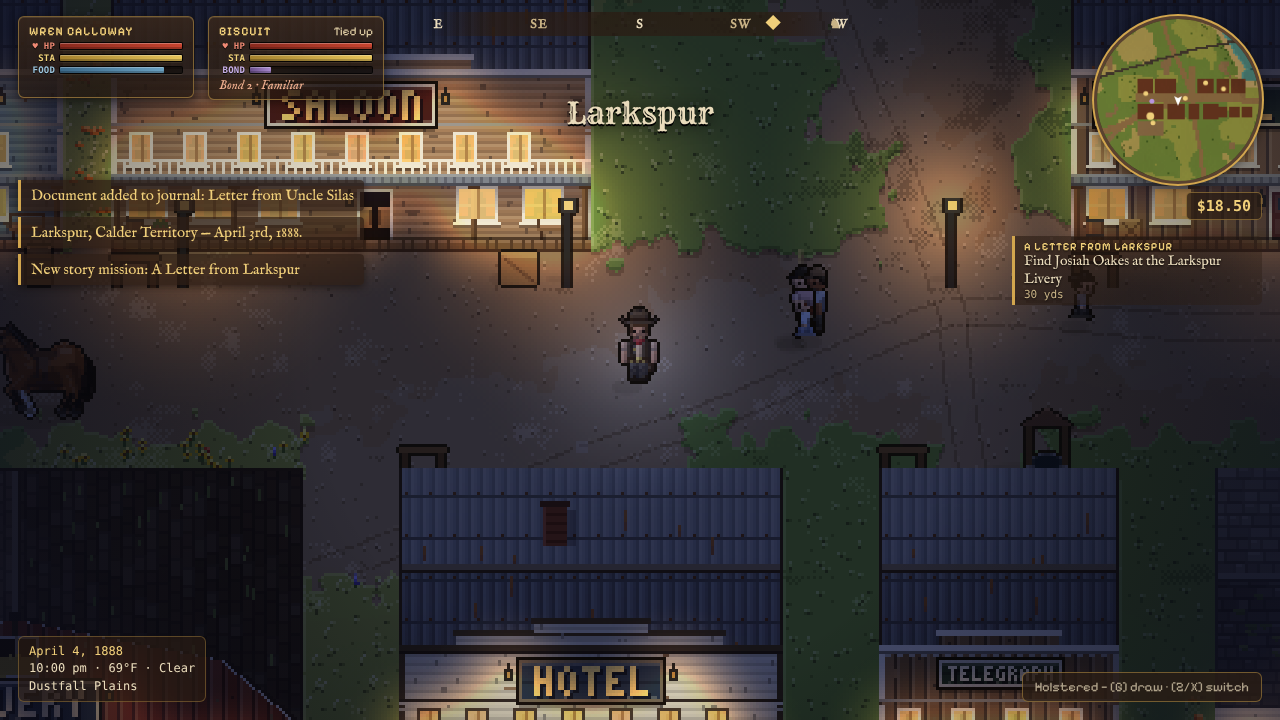 WREN CALLOWAY
♥ HP
STA
FOOD
BISCUIT Tied up
♥ HP
STA
BOND
Bond 2 · Familiar
E SE S SW W
SALOON
Larkspur
Document added to journal: Letter from Uncle Silas
Larkspur, Calder Territory – April 3rd, 1888.
New story mission: A Letter from Larkspur
$18.50
A LETTER FROM LARKSPUR
Find Josiah Oakes at the Larkspur
Livery
30 yds
April 4, 1888
10:00 pm · 69°F · Clear
Dustfall Plains
HOTEL
TELEGRAPH
Holstered – [G] draw · [Z/X] switch